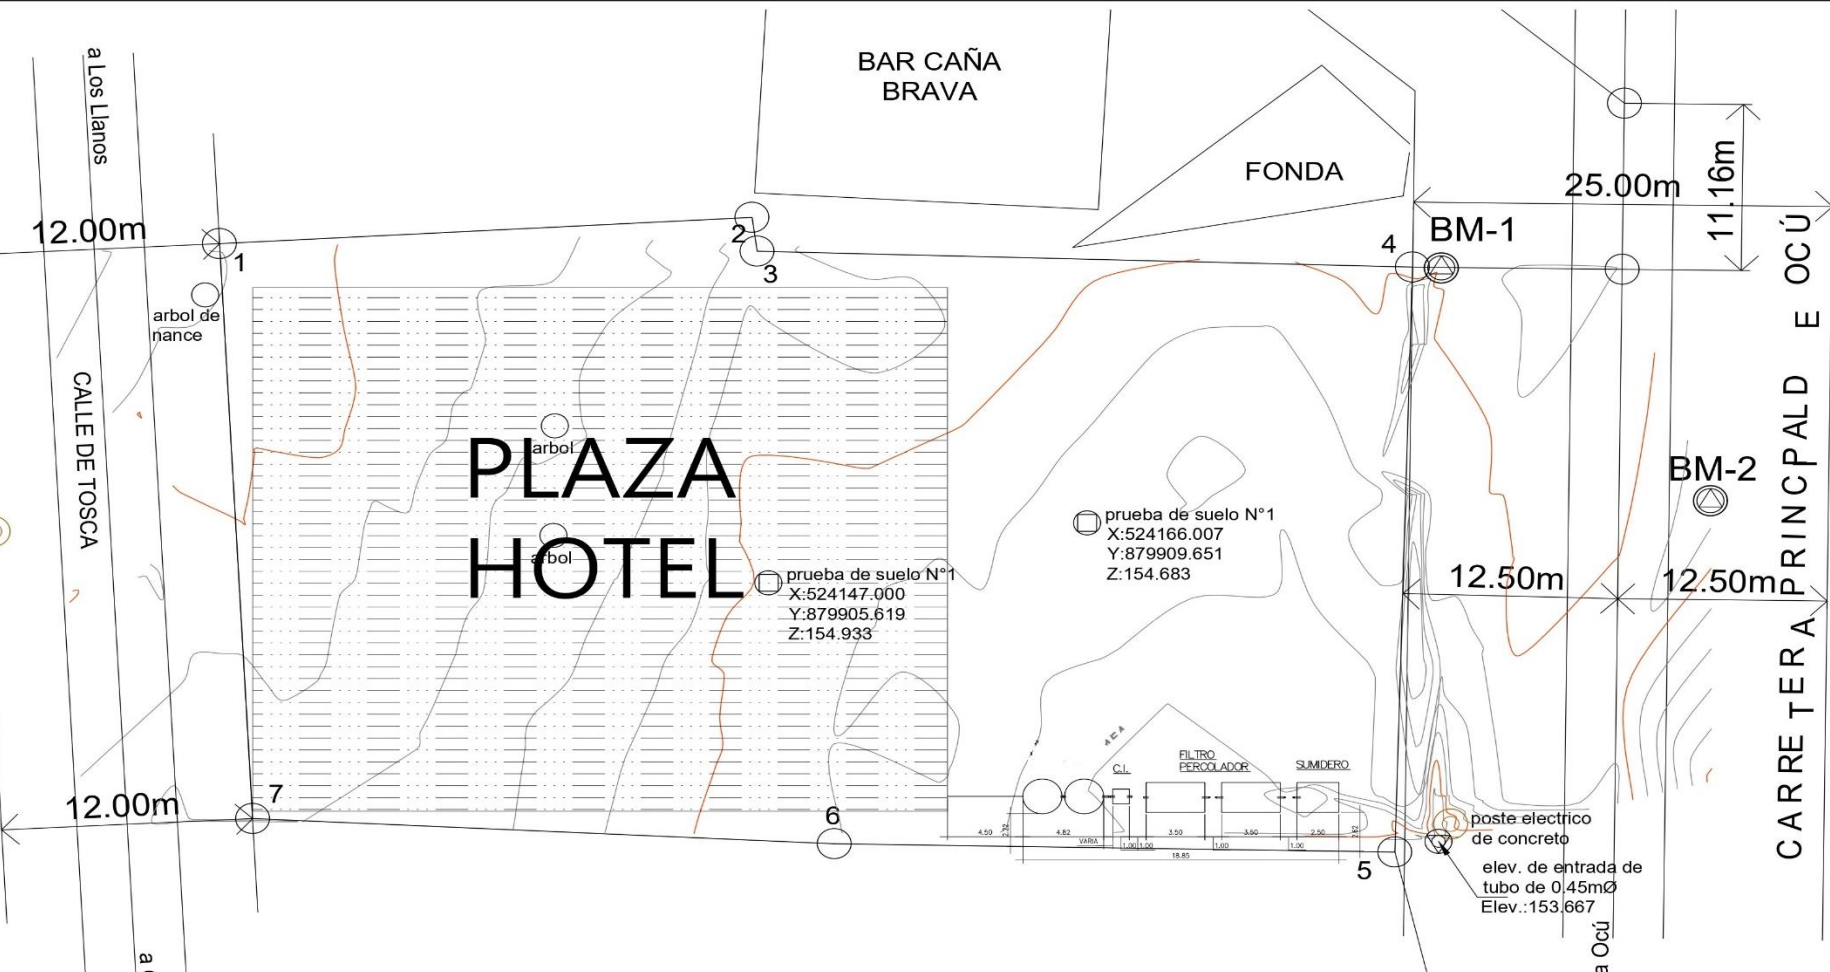 a Los Llanos
BAR CAÑA
BRAVA
FONDA
25.00m
11.16m
12.00m
1
2
3
4
BM-1
arbol de
nance
CALLE DE TOSCA
arbol
PLAZA
HOTEL
arbol
prueba de suelo N°1
X:524147.000
Y:879905.619
Z:154.933
prueba de suelo N°1
X:524166.007
Y:879909.651
Z:154.683
BM-2
12.50m
12.50m
CARRE TERA PRINCPAL D E OCÚ
12.00m
7
6
5
C.I.
FILTRO
PERCOLADOR
SUMIDERO
4.50
4.82
VARIA
1.00
1.00
3.50
1.00
3.60
1.00
2.50
18.85
poste electrico
de concreto
elev. de entrada de
tubo de 0.45mØ
Elev.:153.667
a Ocú